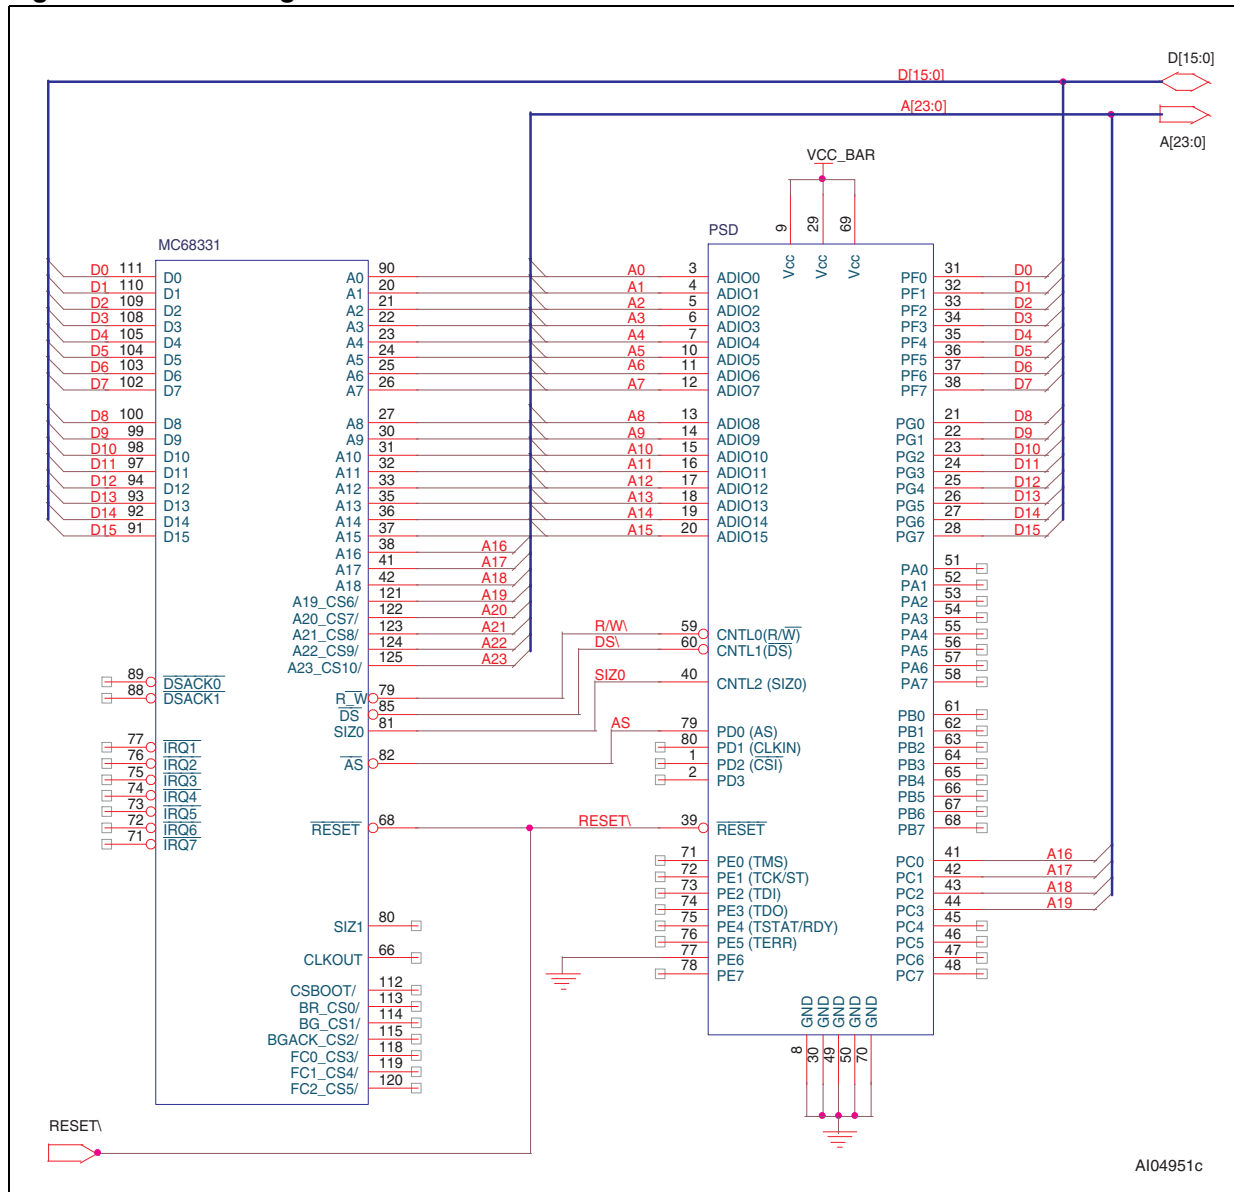 D[15:0]
D[15:0]
A[23:0]
A[23:0]
VCC_BAR
PSD
9
29
69
Vcc
Vcc
Vcc
MC68331
D0 111 D0 A0 90 A0 3 ADIO0 PF0 31 D0
D1 110 D1 A1 20 A1 4 ADIO1 PF1 32 D1
D2 109 D2 A2 21 A2 5 ADIO2 PF2 33 D2
D3 108 D3 A3 22 A3 6 ADIO3 PF3 34 D3
D4 105 D4 A4 23 A4 7 ADIO4 PF4 35 D4
D5 104 D5 A5 24 A5 10 ADIO5 PF5 36 D5
D6 103 D6 A6 25 A6 11 ADIO6 PF6 37 D6
D7 102 D7 A7 26 A7 12 ADIO7 PF7 38 D7
D8 100 D8 A8 27 A8 13 ADIO8 PG0 21 D8
D9 99 D9 A9 30 A9 14 ADIO9 PG1 22 D9
D10 98 D10 A10 31 A10 15 ADIO10 PG2 23 D10
D11 97 D11 A11 32 A11 16 ADIO11 PG3 24 D11
D12 94 D12 A12 33 A12 17 ADIO12 PG4 25 D12
D13 93 D13 A13 35 A13 18 ADIO13 PG5 26 D13
D14 92 D14 A14 36 A14 19 ADIO14 PG6 27 D14
D15 91 D15 A15 37 A15 20 ADIO15 PG7 28 D15
A16 38 A16
A17 41 A17 PA0 51
A18 42 A18 PA1 52
A19_CS6/ 121 A19 PA2 53
A20_CS7/ 122 A20 PA3 54
A21_CS8/ 123 A21 R/W\ 59 CNTL0(R/W) PA4 55
A22_CS9/ 124 A22 DS\ 60 CNTL1(DS) PA5 56
A23_CS10/ 125 A23 PA6 57
89 DSACK0 SIZ0 40 CNTL2 (SIZ0) PA7 58
88 DSACK1 R_W 79
DS 85 PB0 61
SIZ0 81 AS 79 PD0 (AS) PB1 62
77 IRQ1 80 PD1 (CLKIN) PB2 63
76 IRQ2 AS 82 1 PD2 (CSI) PB3 64
75 IRQ3 2 PD3 PB4 65
74 IRQ4 PB5 66
73 IRQ5 PB6 67
72 IRQ6 RESET 68 RESET\ 39 RESET PB7 68
71 IRQ7
71 PE0 (TMS) PC0 41 A16
72 PE1 (TCK/ST) PC1 42 A17
73 PE2 (TDI) PC2 43 A18
74 PE3 (TDO) PC3 44 A19
SIZ1 80 75 PE4 (TSTAT/RDY) PC4 45
76 PE5 (TERR) PC5 46
CLKOUT 66 77 PE6 PC6 47
78 PE7 PC7 48
CSBOOT/ 112
BR_CS0/ 113
BG_CS1/ 114
BGACK_CS2/ 115
FC0_CS3/ 118
FC1_CS4/ 119
FC2_CS5/ 120
GND
GND
GND
GND
GND
8
30
49
50
70
RESET\
AI04951c